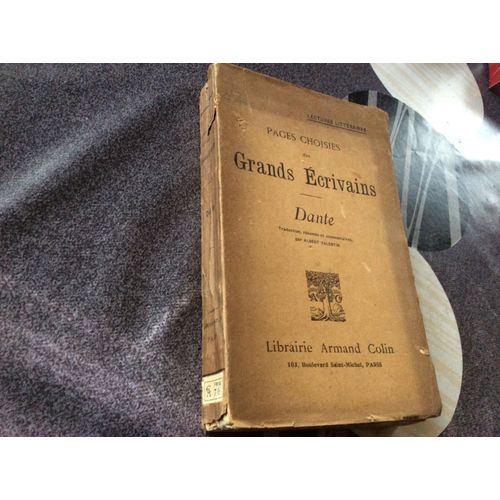 LECTURES LITTÉRAIRES
PAGES CHOISIES
des
Grands Écrivains
Dante
Traduction, résumés et commentaires,
par ALBERT VALENTIN
Librairie Armand Colin
103, Boulevard Saint-Michel, PARIS